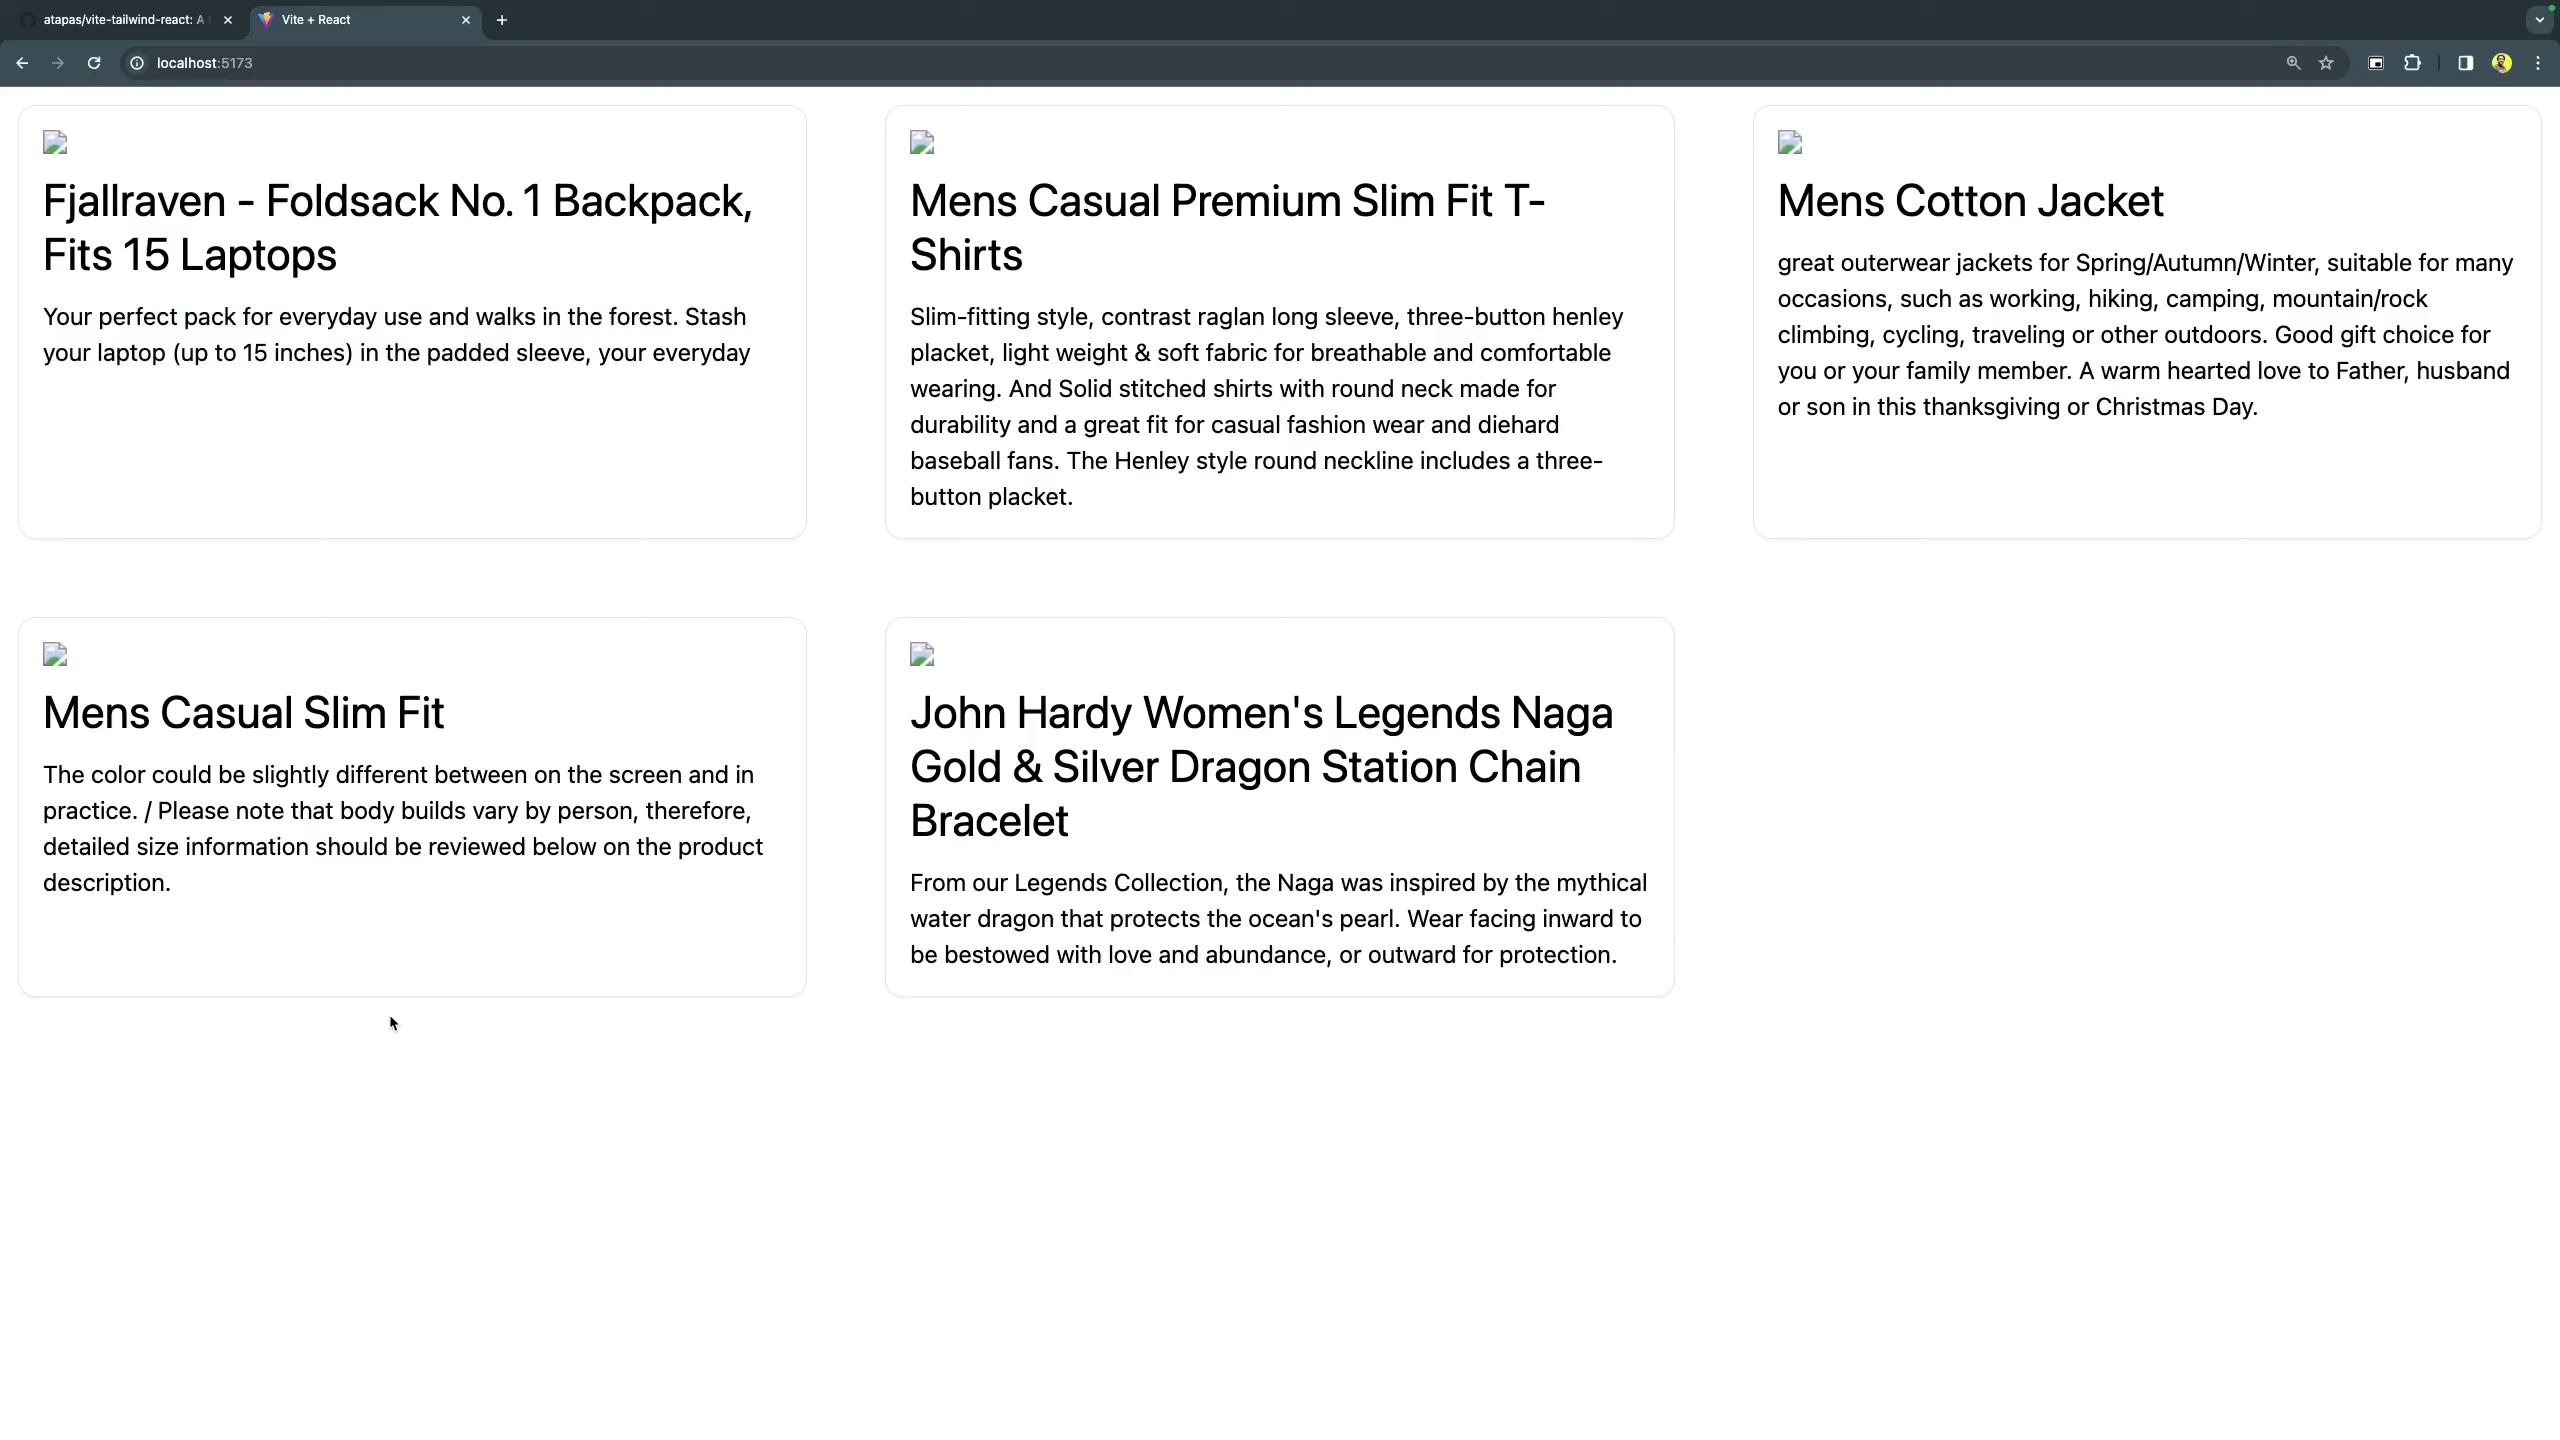 atapas/vite-tailwind-react: A
Vite + React
localhost:5173
Fjallraven - Foldsack No. 1 Backpack,
Fits 15 Laptops
Your perfect pack for everyday use and walks in the forest. Stash
your laptop (up to 15 inches) in the padded sleeve, your everyday
Mens Casual Premium Slim Fit T-
Shirts
Slim-fitting style, contrast raglan long sleeve, three-button henley
placket, light weight & soft fabric for breathable and comfortable
wearing. And Solid stitched shirts with round neck made for
durability and a great fit for casual fashion wear and diehard
baseball fans. The Henley style round neckline includes a three-
button placket.
Mens Cotton Jacket
great outerwear jackets for Spring/Autumn/Winter, suitable for many
occasions, such as working, hiking, camping, mountain/rock
climbing, cycling, traveling or other outdoors. Good gift choice for
you or your family member. A warm hearted love to Father, husband
or son in this thanksgiving or Christmas Day.
Mens Casual Slim Fit
The color could be slightly different between on the screen and in
practice. / Please note that body builds vary by person, therefore,
detailed size information should be reviewed below on the product
description.
John Hardy Women's Legends Naga
Gold & Silver Dragon Station Chain
Bracelet
From our Legends Collection, the Naga was inspired by the mythical
water dragon that protects the ocean's pearl. Wear facing inward to
be bestowed with love and abundance, or outward for protection.